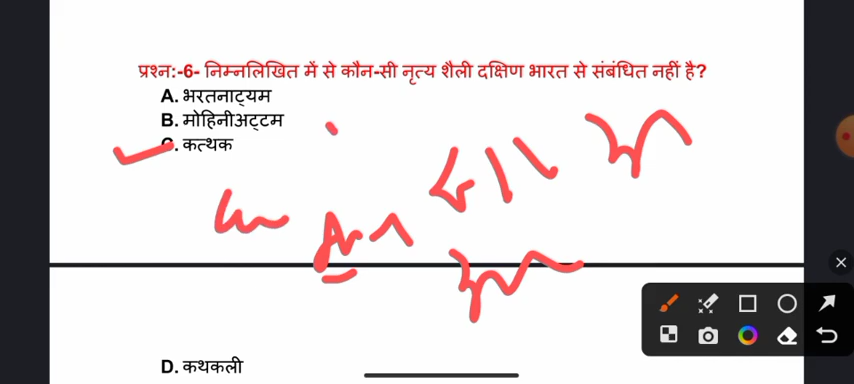 प्रश्न:-6- निम्नलिखित में से कौन-सी नृत्य शैली दक्षिण भारत से संबंधित नहीं है?
A. भरतनाट्यम
B. मोहिनीअट्टम
C. कत्थक
D. कथकली